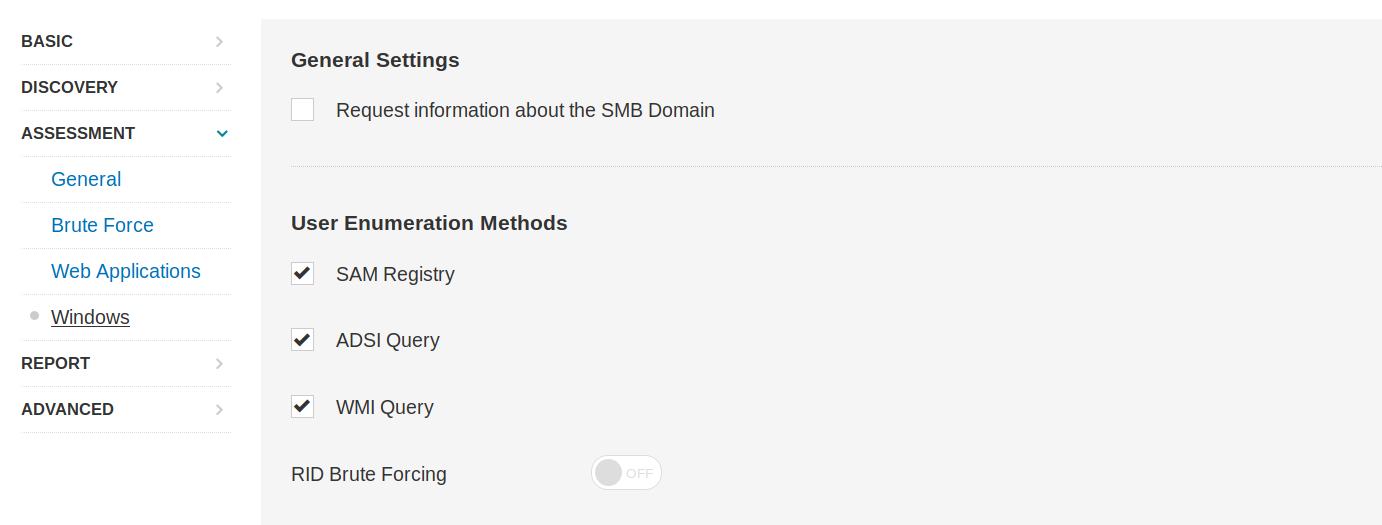 BASIC
DISCOVERY
ASSESSMENT
General
Brute Force
Web Applications
Windows
REPORT
ADVANCED
General Settings
Request information about the SMB Domain
User Enumeration Methods
SAM Registry
ADSI Query
WMI Query
RID Brute Forcing OFF